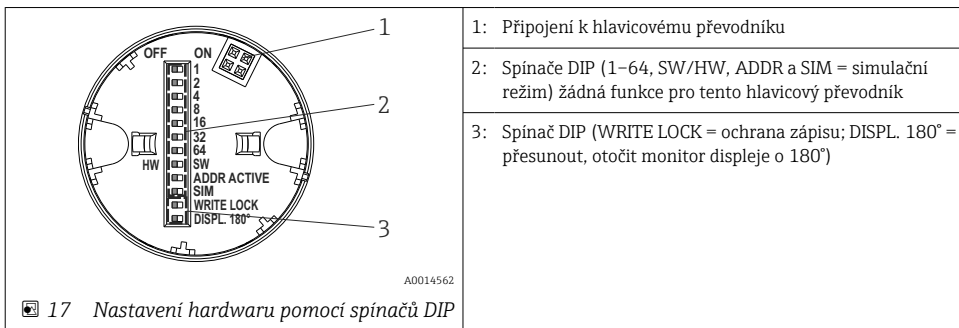 OFF ON
1
2
4
8
16
32
64
HW SW
ADDR ACTIVE
SIM
WRITE LOCK
DISPL. 180°
1
2
3
A0014562
17 Nastavení hardwaru pomocí spínačů DIP
1: Připojení k hlavicovému převodníku
2: Spínače DIP (1–64, SW/HW, ADDR a SIM = simulační
režim) žádná funkce pro tento hlavicový převodník
3: Spínač DIP (WRITE LOCK = ochrana zápisu; DISPL. 180° =
přesunout, otočit monitor displeje o 180°)